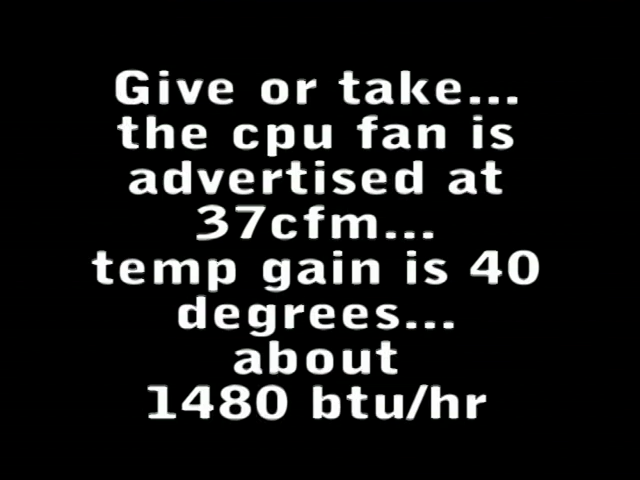 Give or take...
the cpu fan is
advertised at
37cfm...
temp gain is 40
degrees...
about
1480 btu/hr